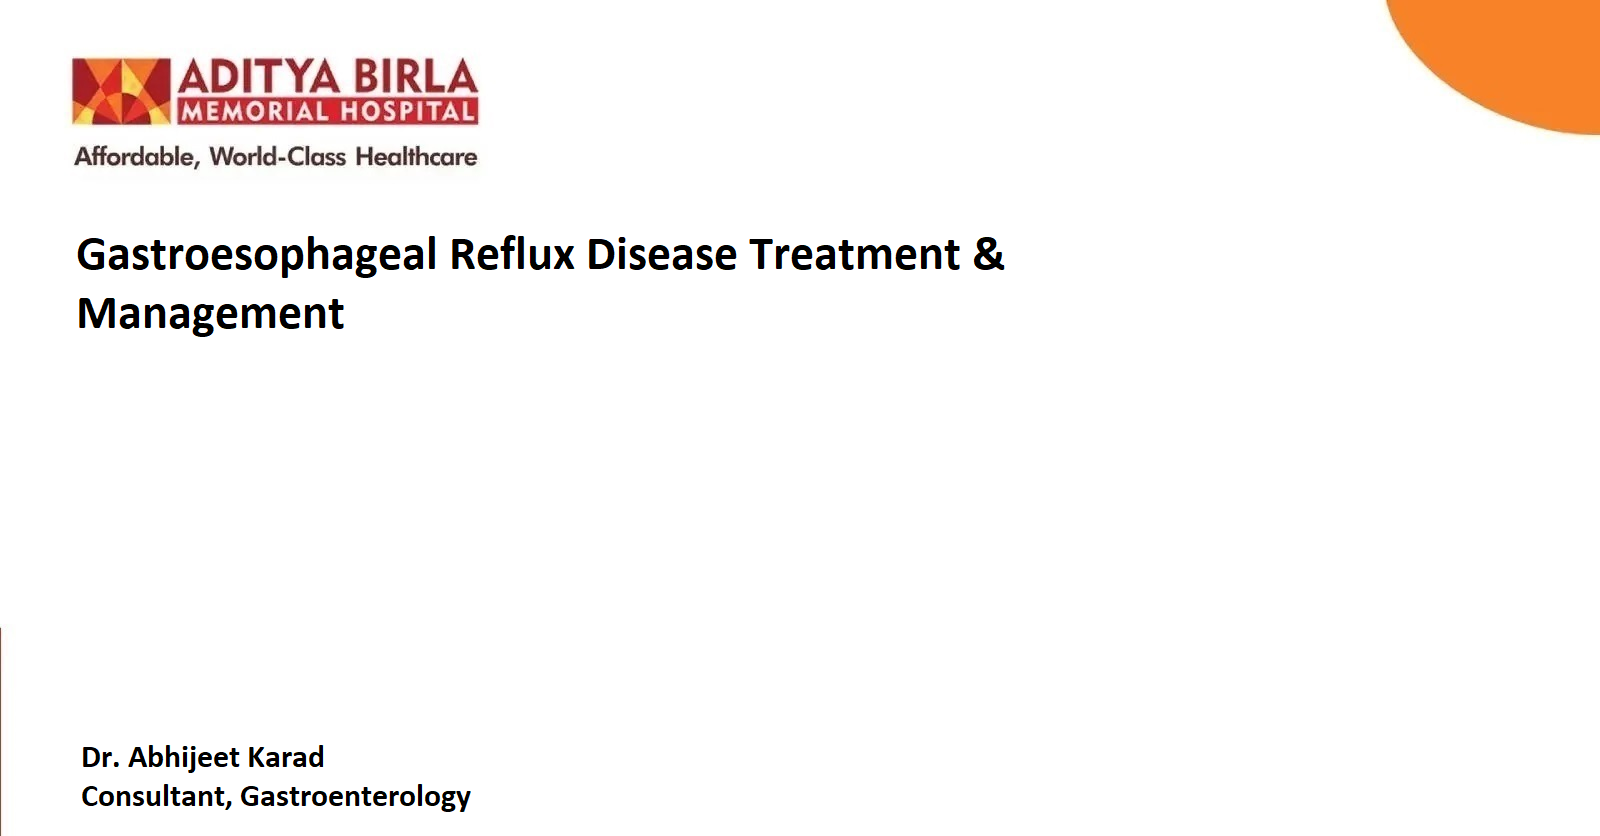 ADITYA BIRLA
MEMORIAL HOSPITAL
Affordable, World-Class Healthcare
Gastroesophageal Reflux Disease Treatment &
Management
Dr. Abhijeet Karad
Consultant, Gastroenterology